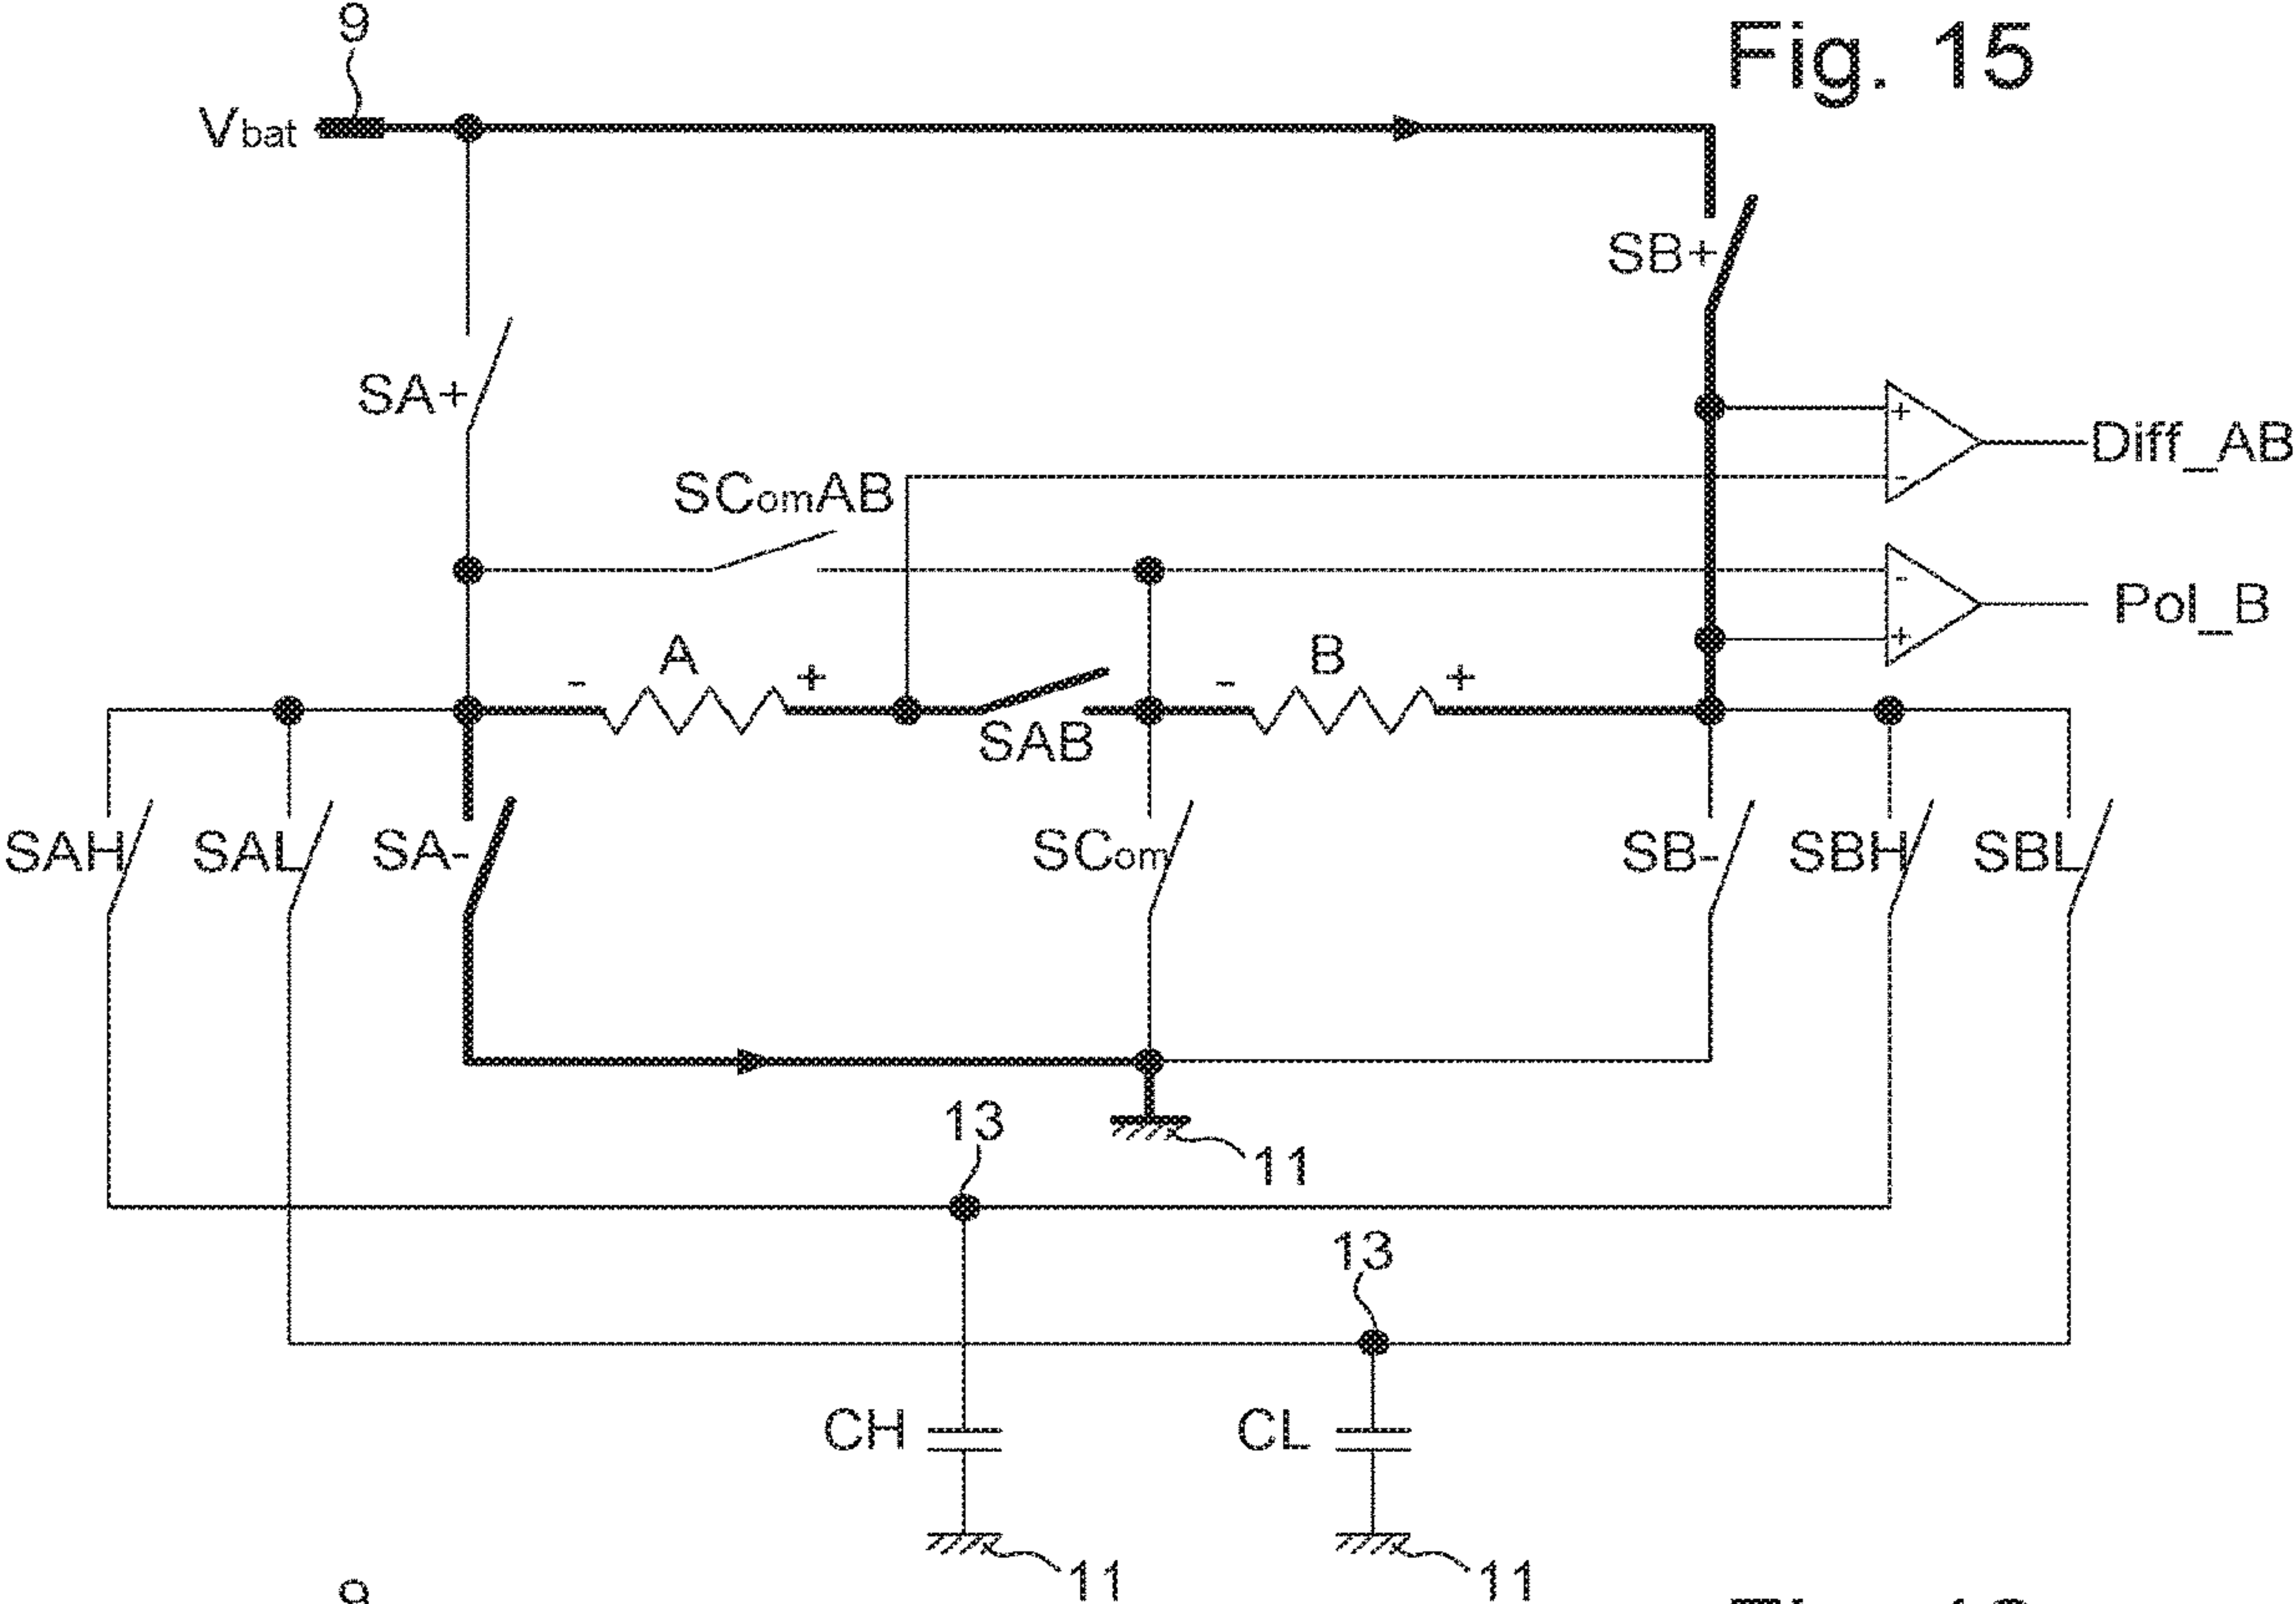 9
Fig. 15
Vbat
SB+
SA+
+
Diff_AB
SComAB
-
-
Pol_B
A
B
+
-
+
-
+
SAB
SAH
SAL
SA-
SCom
SB-
SBH
SBL
13
11
13
CH
CL
11
11